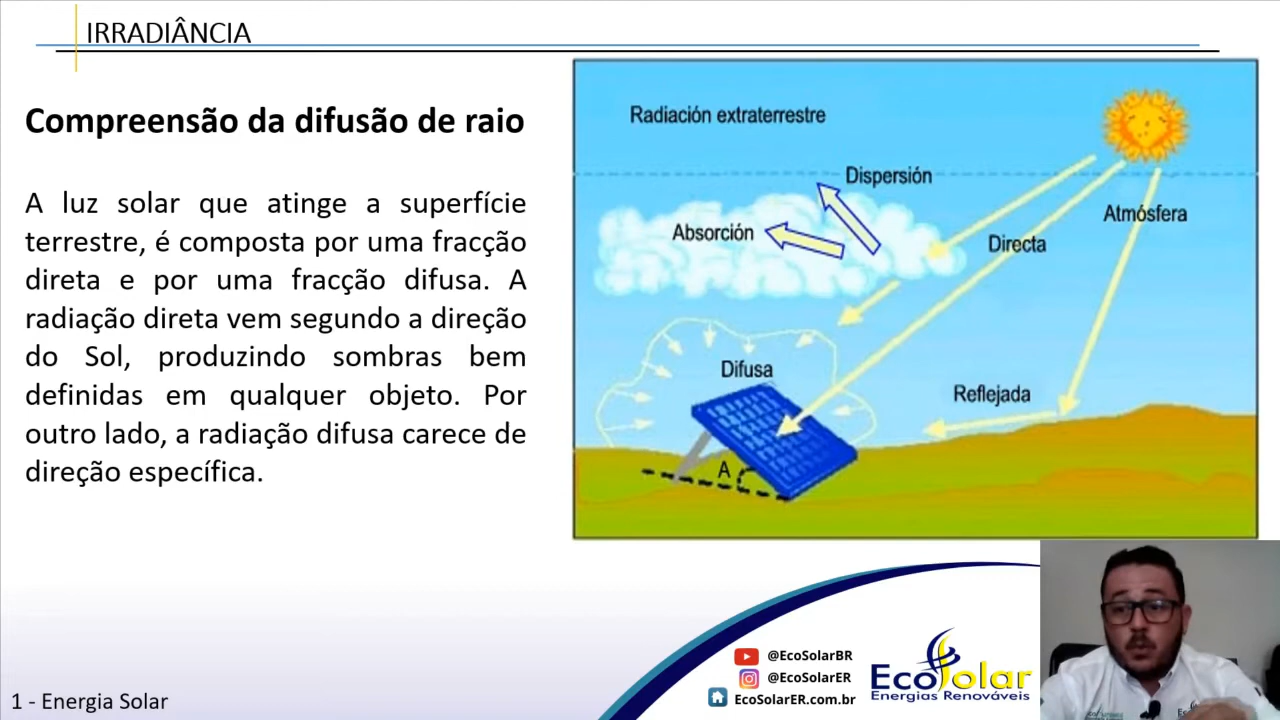 IRRADIÂNCIA
Compreensão da difusão de raio
A luz solar que atinge a superfície
terrestre, é composta por uma fracção
direta e por uma fracção difusa. A
radiação direta vem segundo a direção
do Sol, produzindo sombras bem
definidas em qualquer objeto. Por
outro lado, a radiação difusa carece de
direção específica.
Radiación extraterrestre
Dispersión
Absorción
Directa
Atmósfera
Difusa
Reflejada
A
@EcoSolarBR
@EcoSolarER
EcoSolarER.com.br
EcoSolar
Energias Renováveis
1 - Energia Solar